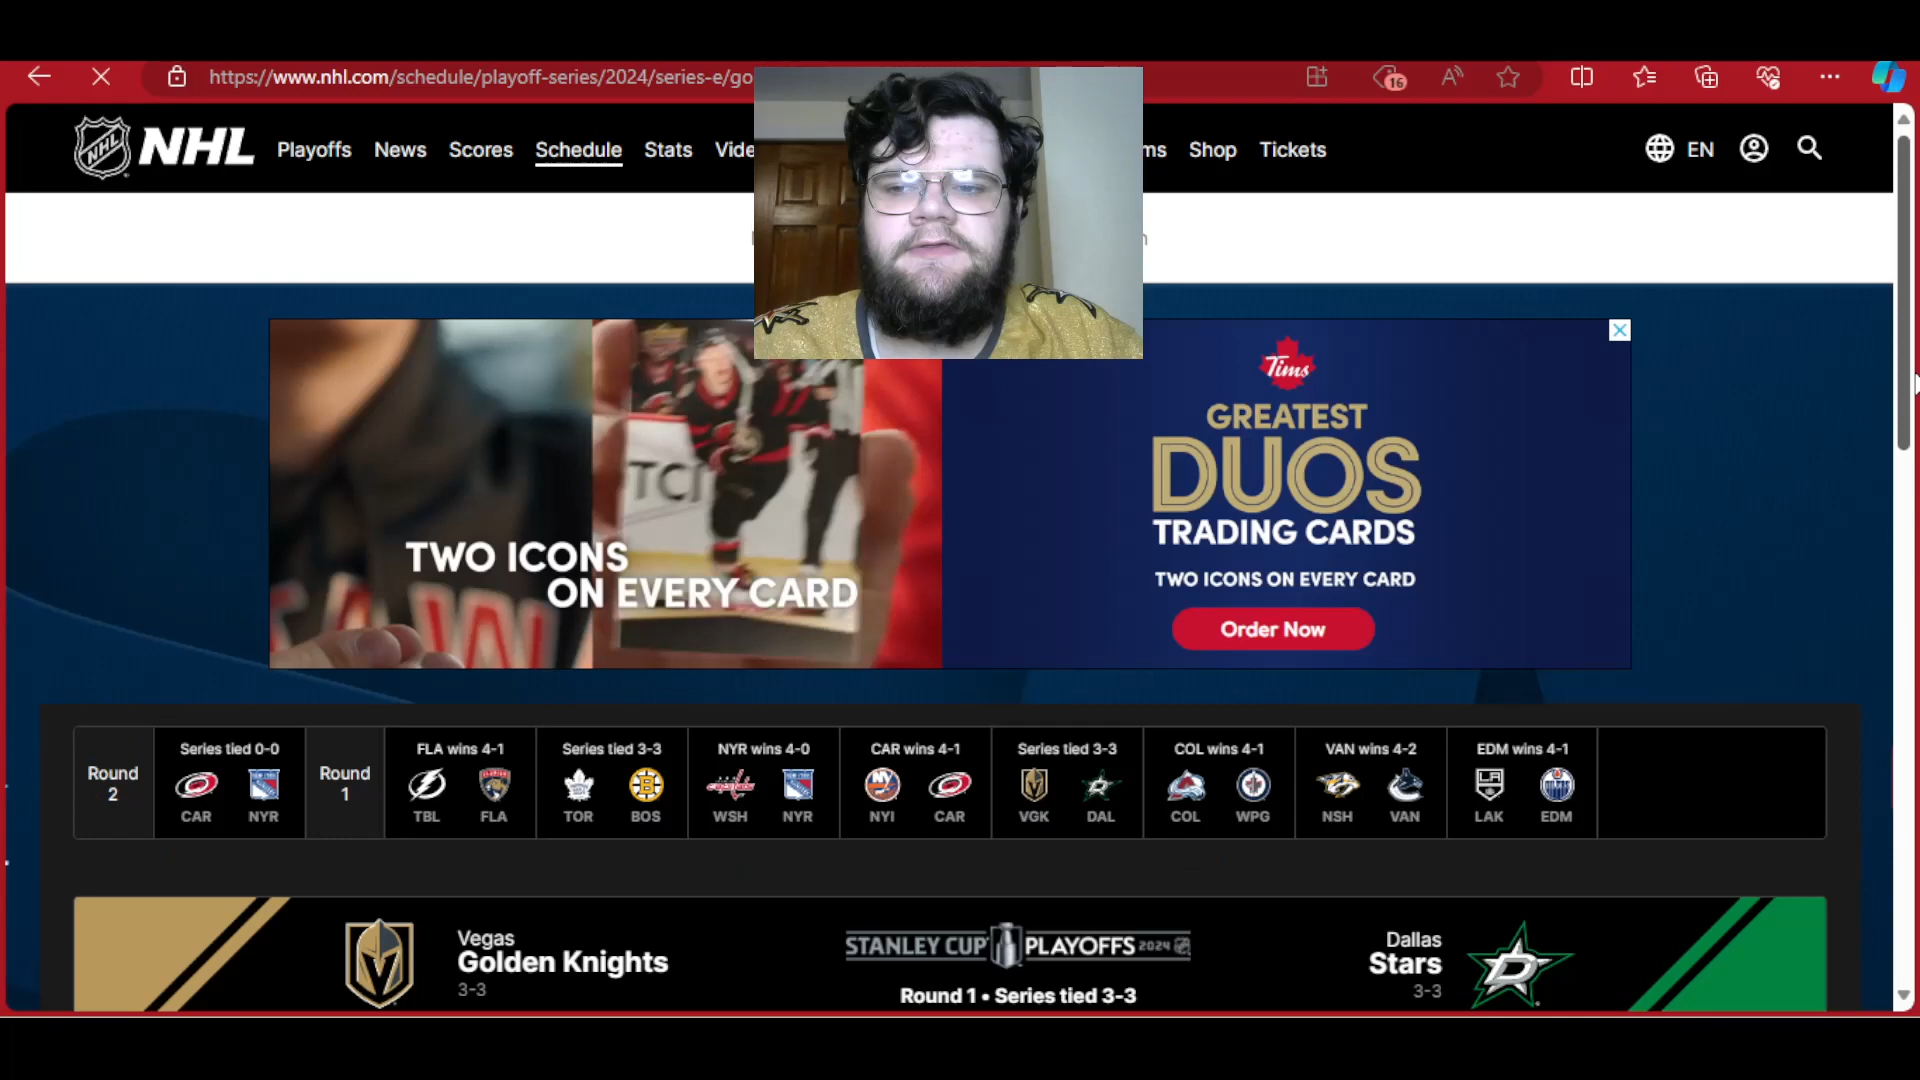 https://www.nhl.com/schedule/playoff-series/2024/series-e/go
16
NHL
NHL Playoffs News Scores Schedule Stats Vide ms Shop Tickets
EN
Tims
GREATEST
DUOS
TRADING CARDS
TWO ICONS ON EVERY CARD
Order Now
TWO ICONS
ON EVERY CARD
Round 2
Series tied 0-0
CAR NYR
Round 1
FLA wins 4-1
TBL FLA
Series tied 3-3
TOR BOS
NYR wins 4-0
capitals
WSH NYR
CAR wins 4-1
NY
NYI CAR
Series tied 3-3
VGK DAL
COL wins 4-1
COL WPG
VAN wins 4-2
NSH VAN
EDM wins 4-1
LA
LAK EDM
Vegas
Golden Knights
3-3
STANLEY CUP PLAYOFFS 2024
Round 1 • Series tied 3-3
Dallas
Stars
3-3
D